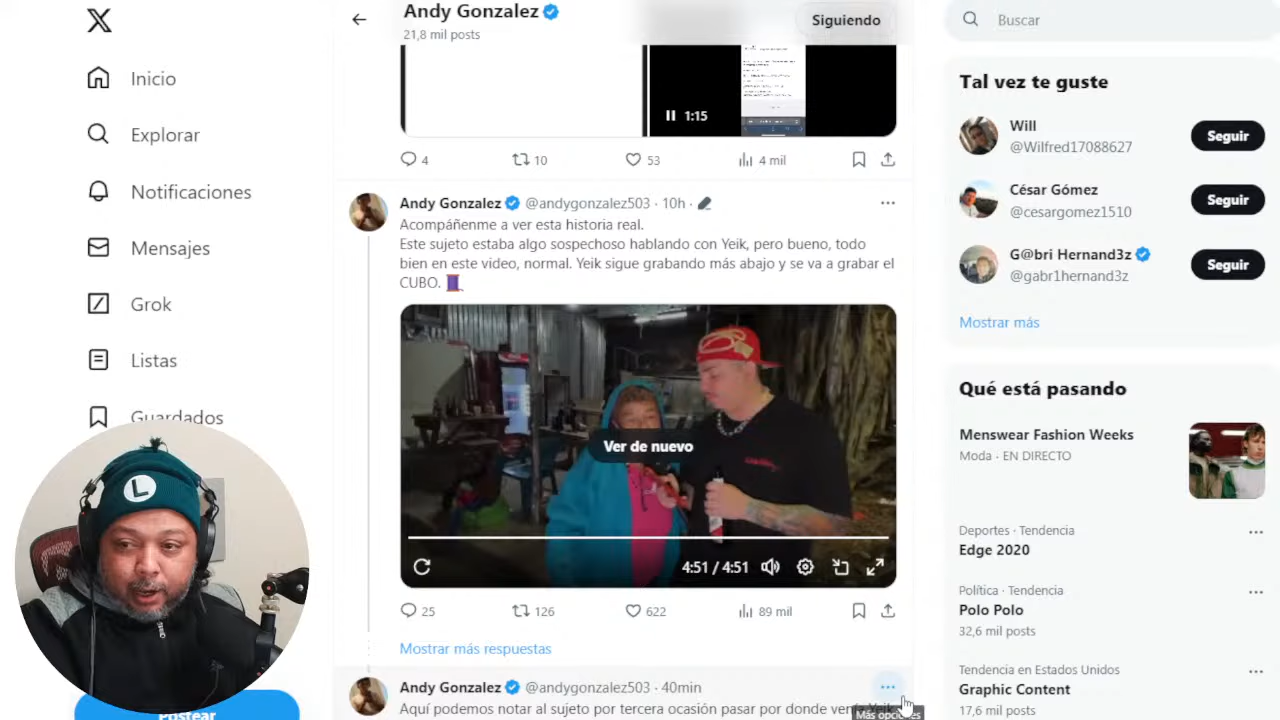 Inicio
Explorar
Notificaciones
Mensajes
Grok
Listas
Guardados
Postear
L
Andy Gonzalez
21,8 mil posts
Siguiendo
1:15
4
10
53
4 mil
Andy Gonzalez @andygonzalez503 · 10h ·
Acompáñenme a ver esta historia real.
Este sujeto estaba algo sospechoso hablando con Yeik, pero bueno, todo
bien en este video, normal. Yeik sigue grabando más abajo y se va a grabar el
CUBO.
Ver de nuevo
4:51 / 4:51
25
126
622
89 mil
Mostrar más respuestas
Andy Gonzalez @andygonzalez503 · 40min
Aquí podemos notar al sujeto por tercera ocasión pasar por donde venía Yeik
Más opciones
Buscar
Tal vez te guste
Will
@Wilfred17088627
Seguir
César Gómez
@cesargomez1510
Seguir
G@bri Hernand3z
@gabr1hernand3z
Seguir
Mostrar más
Qué está pasando
Menswear Fashion Weeks
Moda · EN DIRECTO
Deportes · Tendencia
Edge 2020
Política · Tendencia
Polo Polo
32,6 mil posts
Tendencia en Estados Unidos
Graphic Content
17,6 mil posts